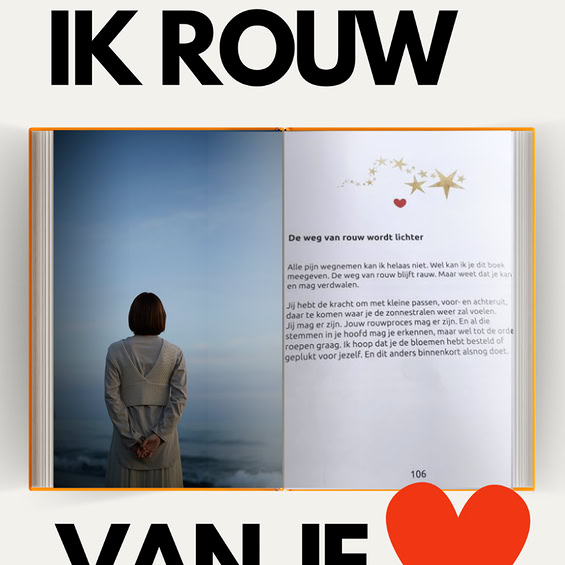 IK ROUW
De weg van rouw wordt lichter
Alle pijn wegnemen kan ik helaas niet. Wel kan ik je dit boek
meegeven. De weg van rouw blijft rauw. Maar weet dat je kan
en mag verdwalen.
Jij hebt de kracht om met kleine passen, voor- en achteruit,
daar te komen waar je de zonnestralen weer zal voelen.
Jij mag er zijn. Jouw rouwproces mag er zijn. En al die
stemmen in je hoofd mag je erkennen, maar wel tot de orde
roepen graag. Ik hoop dat je de bloemen hebt besteld of
geplukt voor jezelf. En dit anders binnenkort alsnog doet.
106
VAN JE